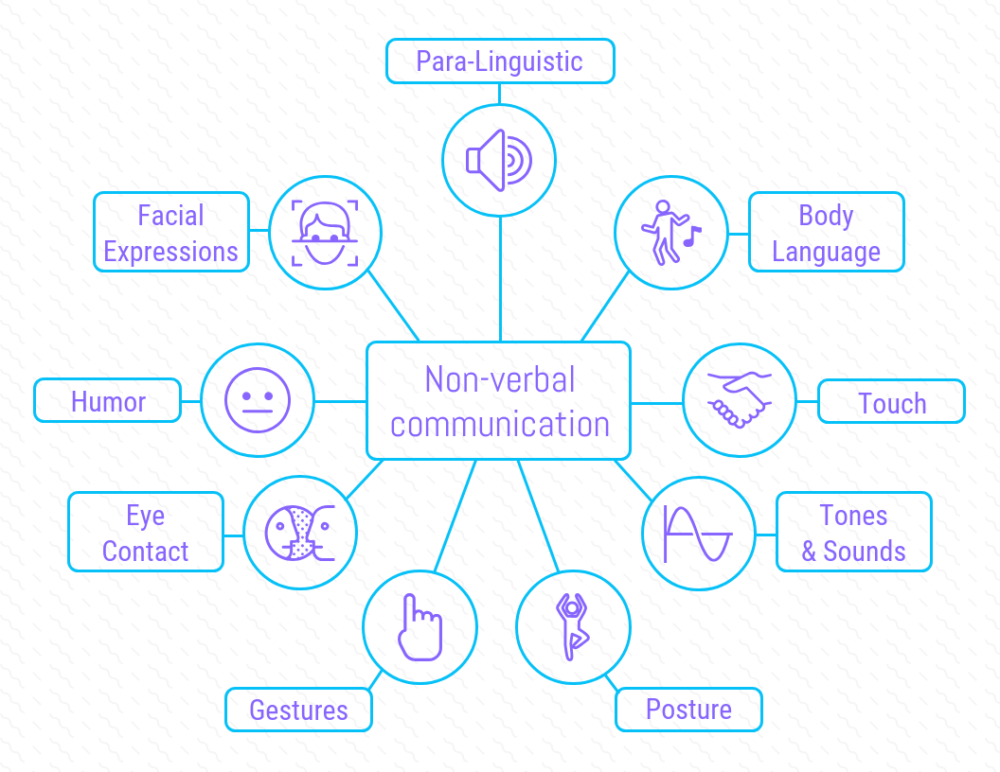 Para-Linguistic
Facial
Expressions
Body
Language
Non-verbal
communication
Humor
Touch
Eye
Contact
Tones
& Sounds
Gestures
Posture